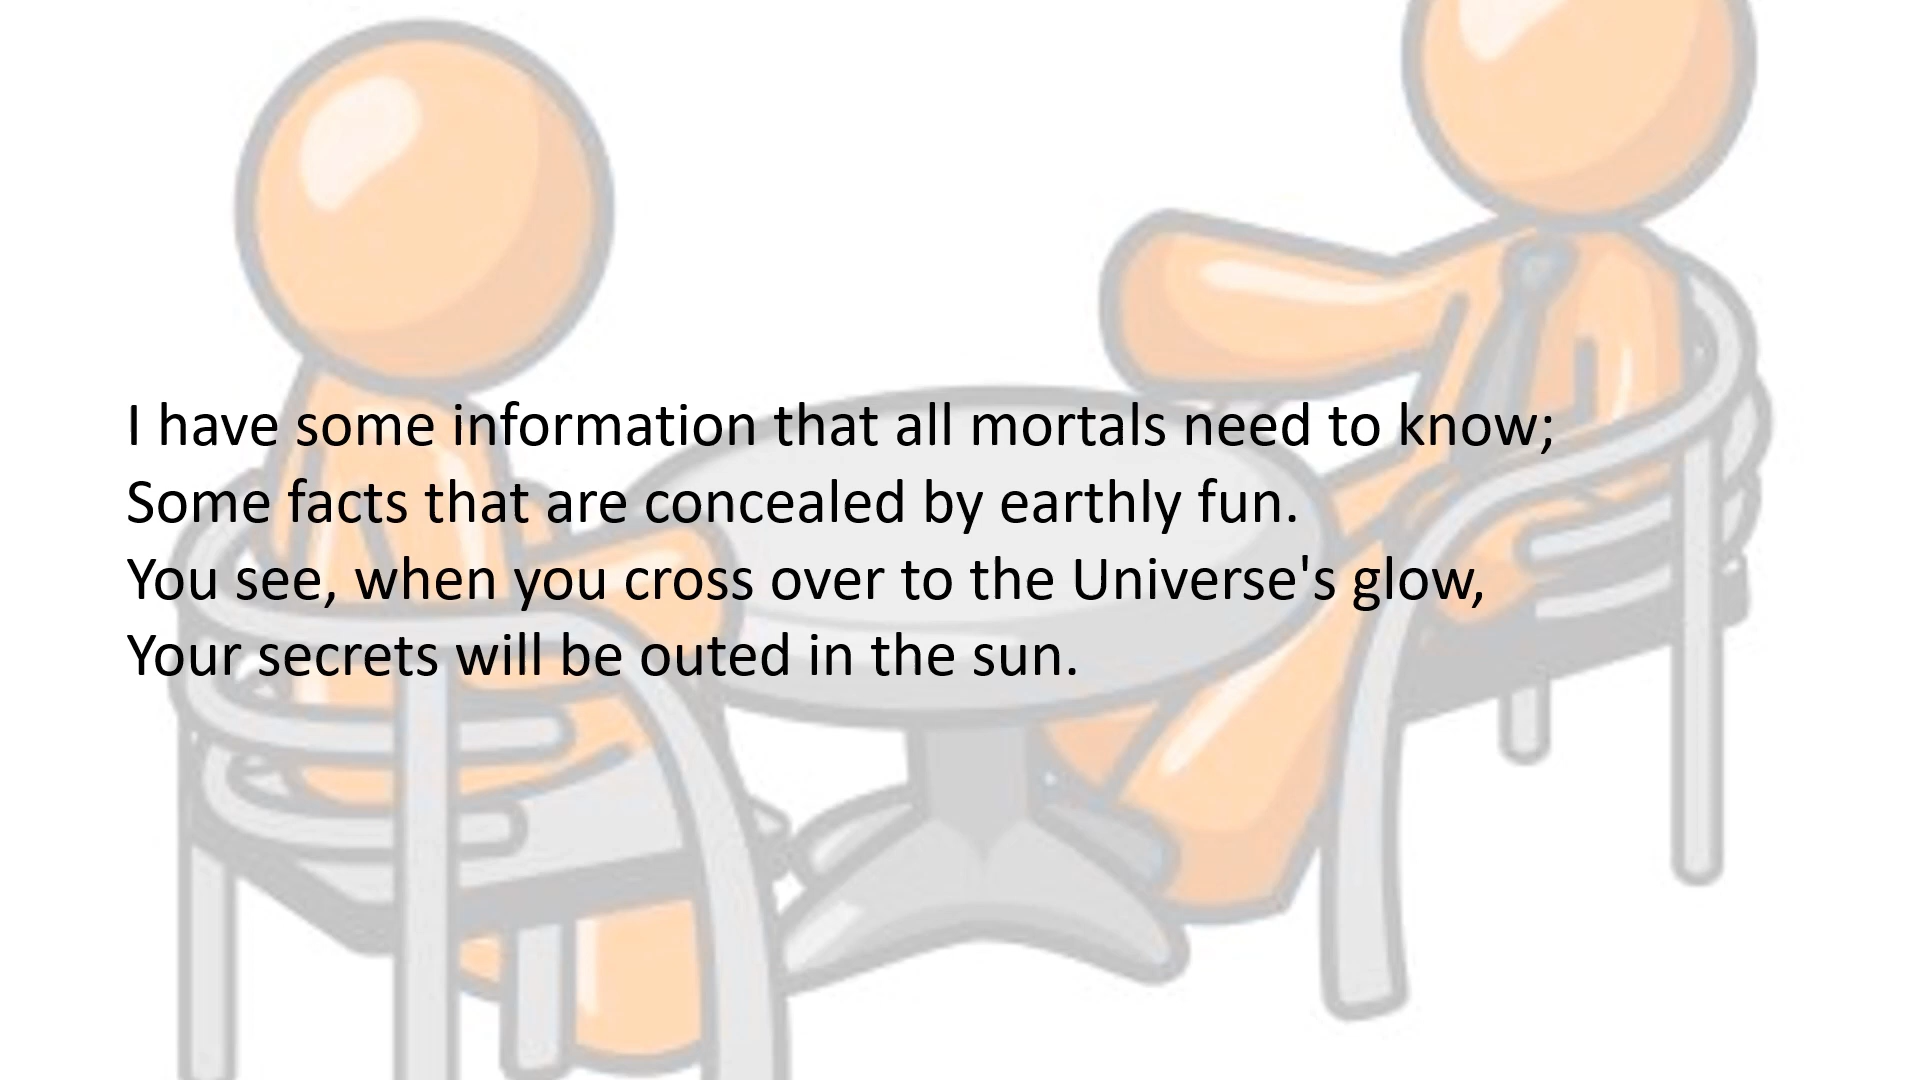 I have some information that all mortals need to know;
Some facts that are concealed by earthly fun.
You see, when you cross over to the Universe's glow,
Your secrets will be outed in the sun.